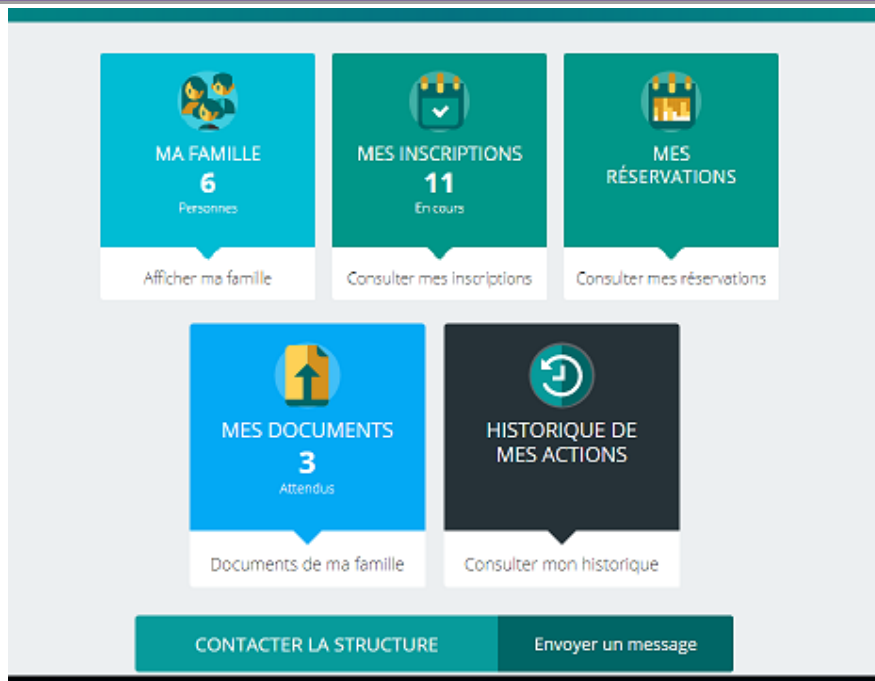 MA FAMILLE
6
Personnes
Afficher ma famille
MES INSCRIPTIONS
11
En cours
Consulter mes inscriptions
MES
RÉSERVATIONS
Consulter mes réservations
MES DOCUMENTS
3
Attendus
Documents de ma famille
HISTORIQUE DE
MES ACTIONS
Consulter mon historique
CONTACTER LA STRUCTURE
Envoyer un message